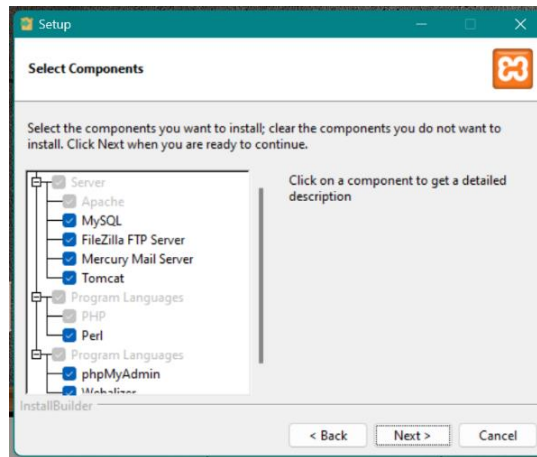 Setup
Select Components
Select the components you want to install; clear the components you do not want to
install. Click Next when you are ready to continue.
Server
Apache
MySQL
FileZilla FTP Server
Mercury Mail Server
Tomcat
Program Languages
PHP
Perl
Program Languages
phpMyAdmin
Webalizer
Click on a component to get a detailed
description
InstallBuilder
< Back
Next >
Cancel